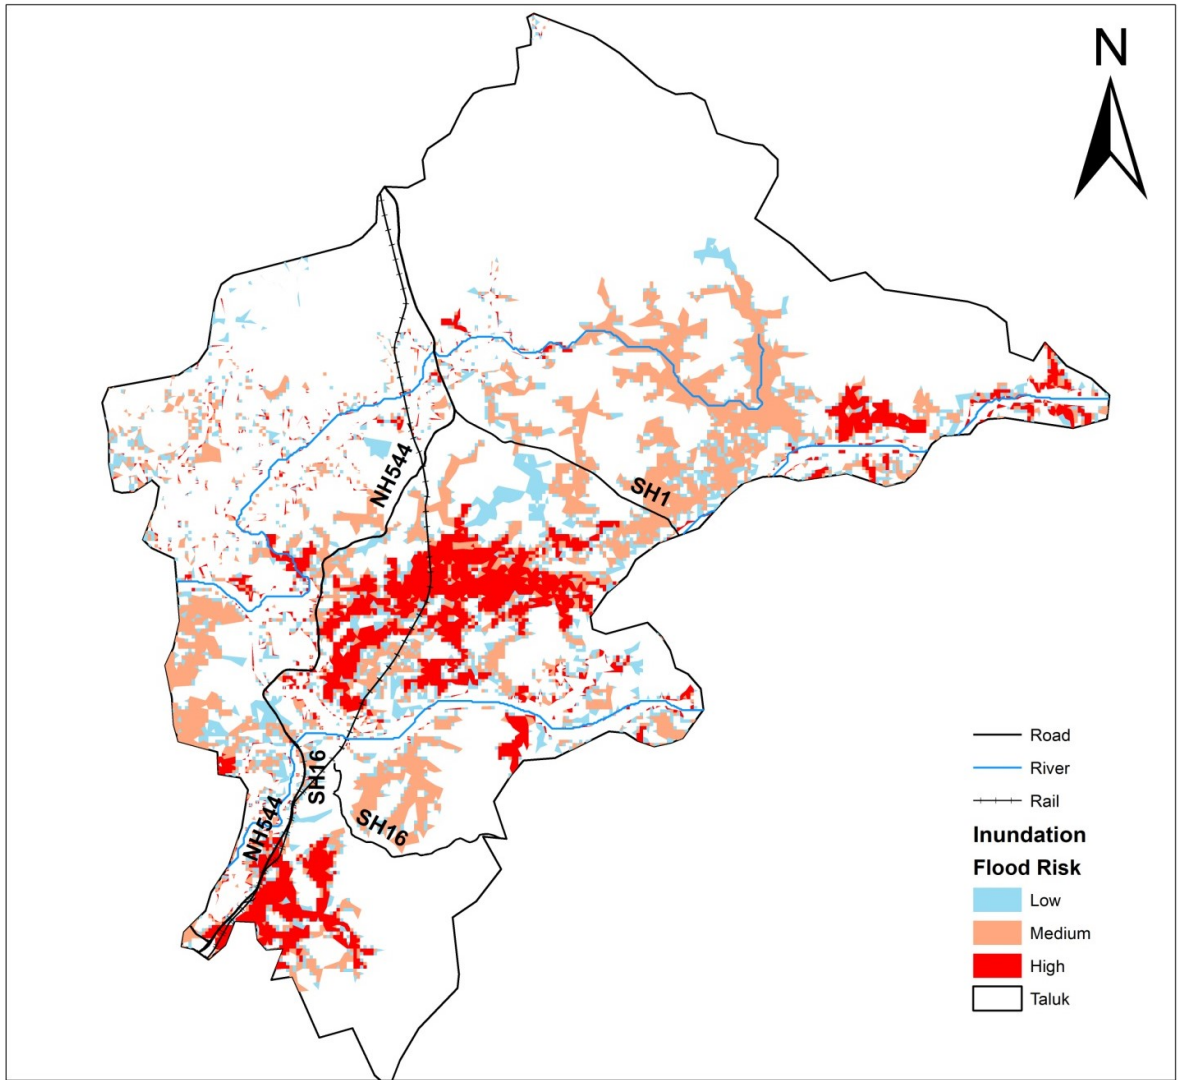 N
NH544
SH1
SH16
NH544
SH16
Road
River
Rail
Inundation
Flood Risk
Low
Medium
High
Taluk